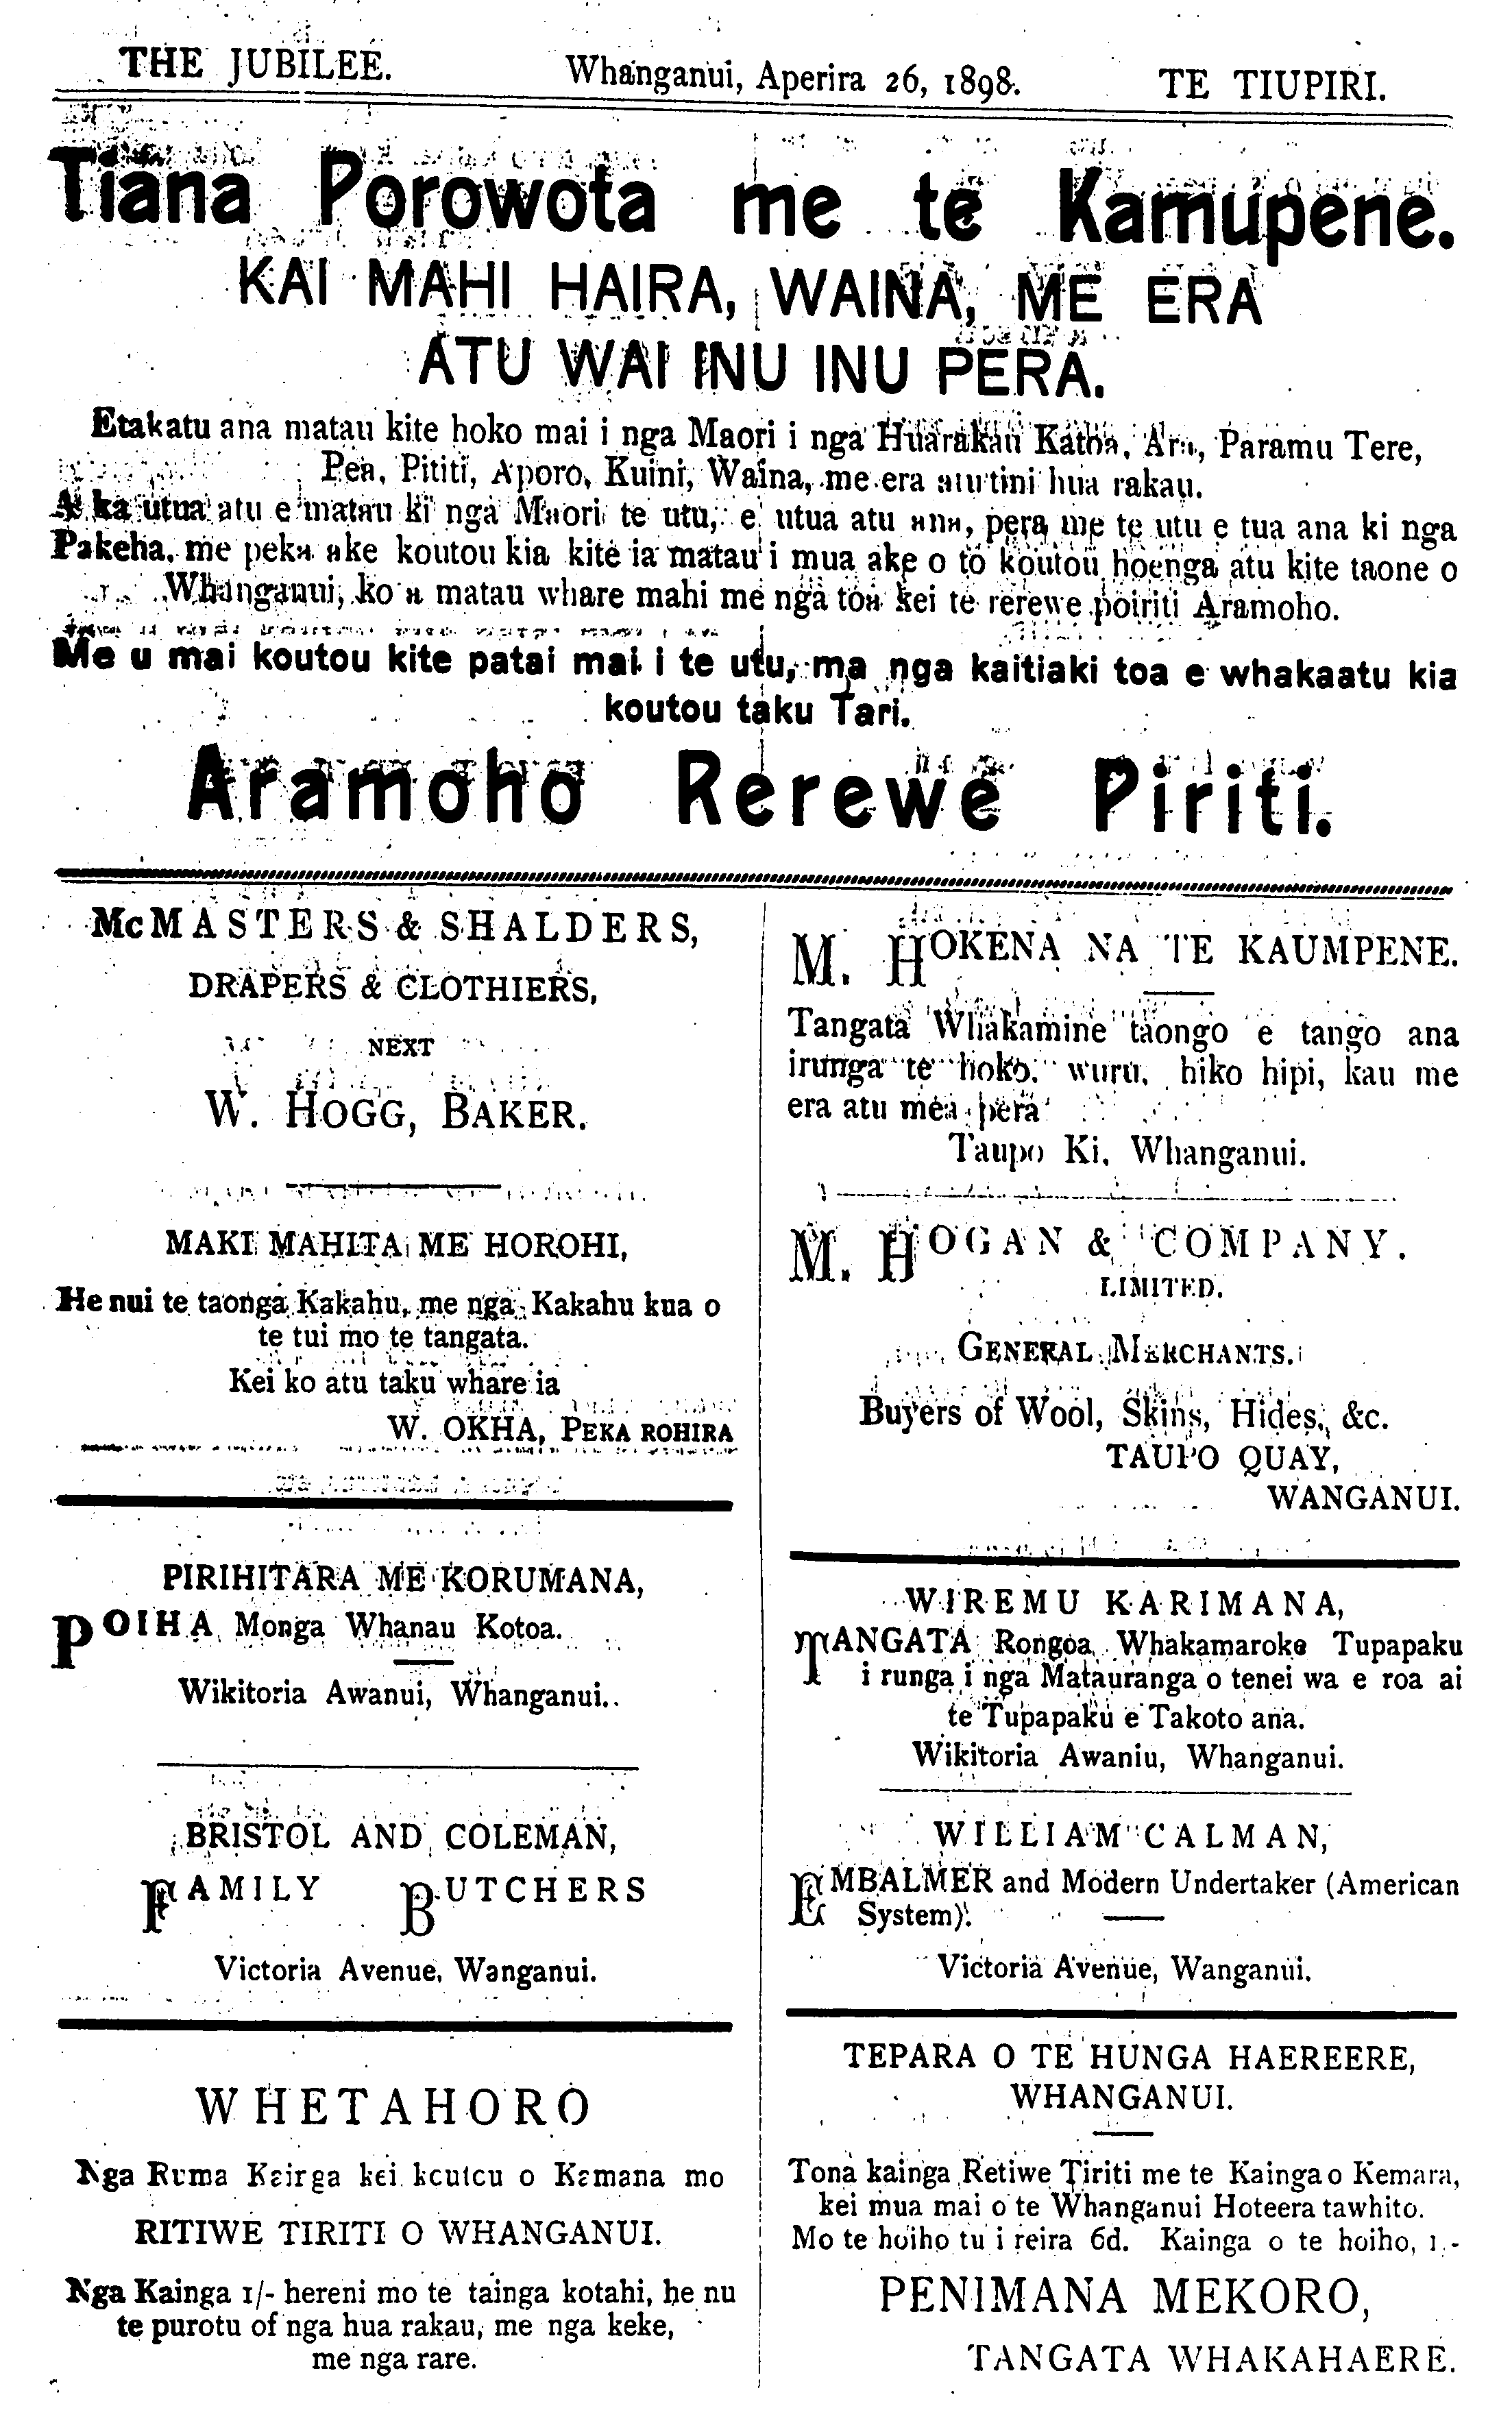 THE JUBILEE. Whanganui, Aperira 26, 1898. TE TIUPIRI.
Tiana Porowota me te Kamupene.
KAI MAHI HAIRA, WAINA, ME ERA
ATU WAI INU INU PERA.
Etakatu ana matau kite hoko mai i nga Maori i nga Huarakau Katoa, Ara, Paramu Tere,
Pea, Pititi, Aporo, Kuini, Waina, me era atu tini hua rakau.
A ka utua atu e matau ki nga Maori te utu, e utua atu ana, pera me te utu e tua ana ki nga
Pakeha, me peka ake koutou kia kite ia matau i mua ake o to koutou hoenga atu kite taone o
Whanganui, ko a matau whare mahi me nga toa kei te rerewe poiriti Aramoho.
Me u mai koutou kite patai mai i te utu, ma nga kaitiaki toa e whakaatu kia
koutou taku Tari.
Aramoho Rerewe Piriti.
McMASTERS & SHALDERS,
DRAPERS & CLOTHIERS,
NEXT
W. HOGG, BAKER.
MAKI MAHITA ME HOROHI,
He nui te taonga Kakahu, me nga Kakahu kua o
te tui mo te tangata.
Kei ko atu taku whare ia
W. OKHA, PEKA ROHIRA
PIRIHITARA ME KORUMANA,
POIHA Monga Whanau Kotoa.
Wikitoria Awanui, Whanganui.
BRISTOL AND COLEMAN,
FAMILY BUTCHERS
Victoria Avenue, Wanganui.
WHETAHORO
Nga Ruma Kairga kei koutou o Kemana mo
RITIWE TIRITI O WHANGANUI.
Nga Kainga 1/- hereni mo te tainga kotahi, he nu
te purotu of nga hua rakau, me nga keke,
me nga rare.
M. HOKENA NA TE KAUMPENE.
Tangata Whakamine taongo e tango ana
irunga te hoko, wuru, hiko hipi, kau me
era atu mea pera
Taupo Ki, Whanganui.
M. HOGAN & COMPANY.
LIMITED.
GENERAL MERCHANTS.
Buyers of Wool, Skins, Hides, &c.
TAUPO QUAY,
WANGANUI.
WIREMU KARIMANA,
TANGATA Rongoa Whakamaroke Tupapaku
i runga i nga Matauranga o tenei wa e roa ai
te Tupapaku e Takoto ana.
Wikitoria Awaniu, Whanganui.
WILLIAM CALMAN,
EMBALMER and Modern Undertaker (American
System).
Victoria Avenue, Wanganui.
TEPARA O TE HUNGA HAEREERE,
WHANGANUI.
Tona kainga Retiwe Tiriti me te Kainga o Kemara,
kei mua mai o te Whanganui Hoteera tawhito.
Mo te hoiho tu i reira 6d. Kainga o te hoiho, 1.-
PENIMANA MEKORO,
TANGATA WHAKAHAERE.